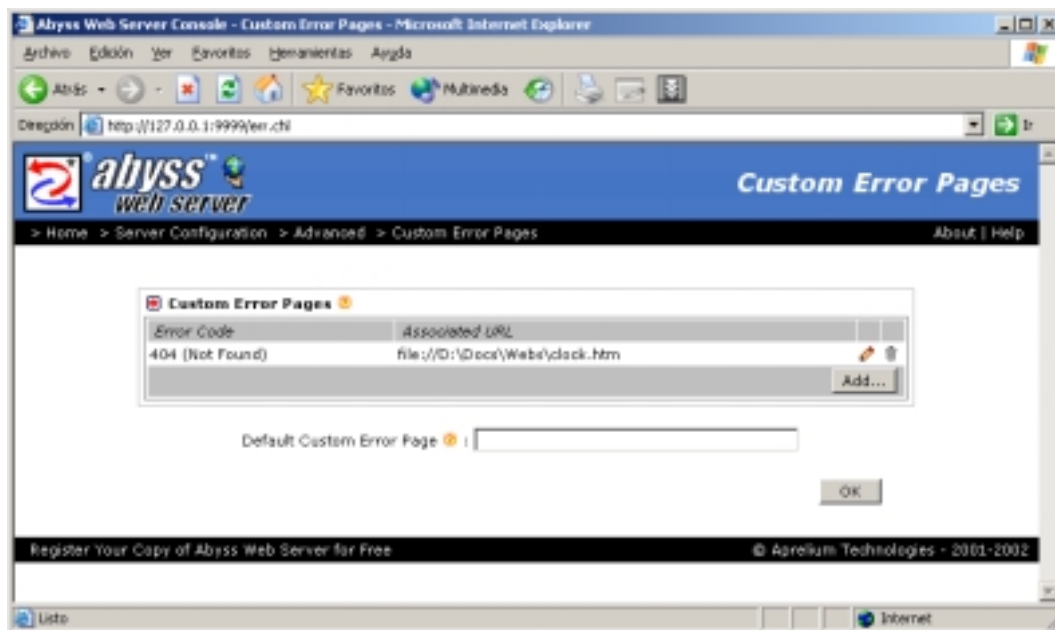 Abyss Web Server Console - Custom Error Pages - Microsoft Internet Explorer
Archivo Edición Ver Favoritos Herramientas Ayuda
Atrás Favoritos Multimedia
Dirección http://127.0.0.1:9999/err.chl Ir
abyss™ web server
Custom Error Pages
> Home > Server Configuration > Advanced > Custom Error Pages About | Help
Custom Error Pages
Error Code Associated URL
404 (Not Found) file://D:\Docs\Webs\clock.htm
Add...
Default Custom Error Page :
OK
Register Your Copy of Abyss Web Server for Free © Aprelium Technologies - 2001-2002
Listo Internet